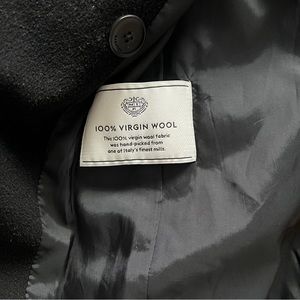 100% VIRGIN WOOL
This 100% virgin wool fabric
was hand-picked from
one of Italy's finest mills.